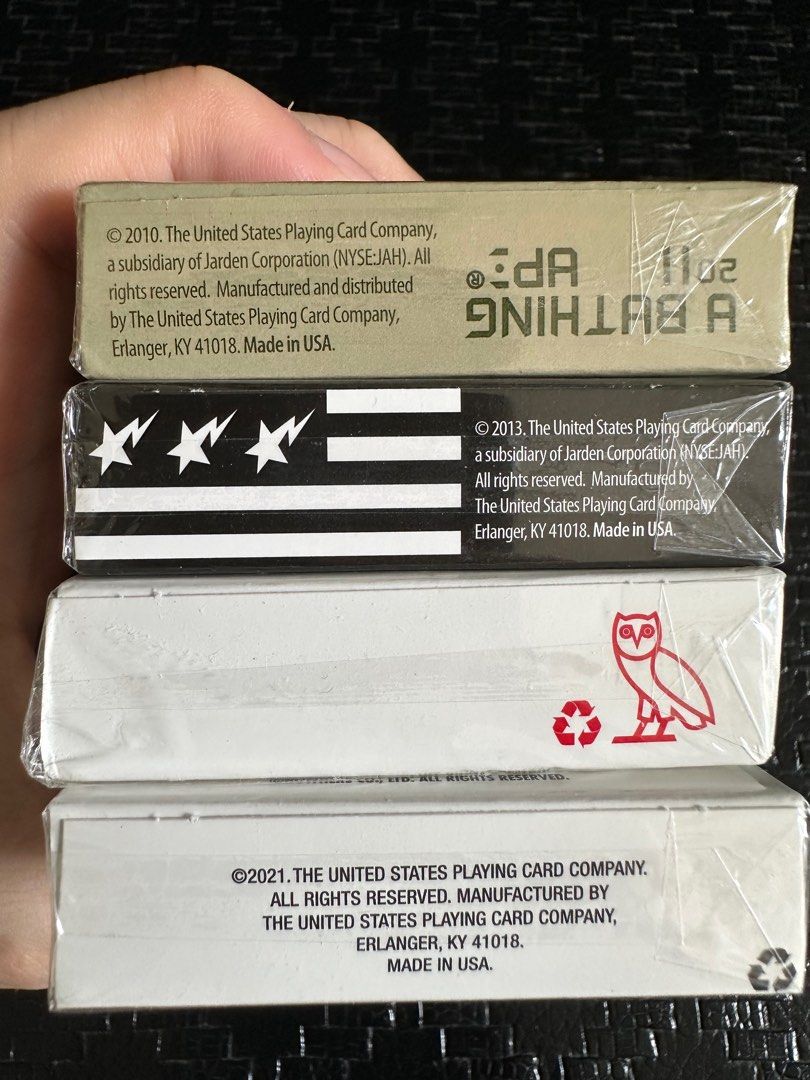 © 2010. The United States Playing Card Company,
a subsidiary of Jarden Corporation (NYSE:JAH). All
rights reserved. Manufactured and distributed
by The United States Playing Card Company,
Erlanger, KY 41018. Made in USA.
A BATHING
APE®
© 2013. The United States Playing Card Company,
a subsidiary of Jarden Corporation (NYSE:JAH).
All rights reserved. Manufactured by
The United States Playing Card Company,
Erlanger, KY 41018. Made in USA.
LTD. ALL RIGHTS RESERVED.
©2021. THE UNITED STATES PLAYING CARD COMPANY.
ALL RIGHTS RESERVED. MANUFACTURED BY
THE UNITED STATES PLAYING CARD COMPANY,
ERLANGER, KY 41018.
MADE IN USA.